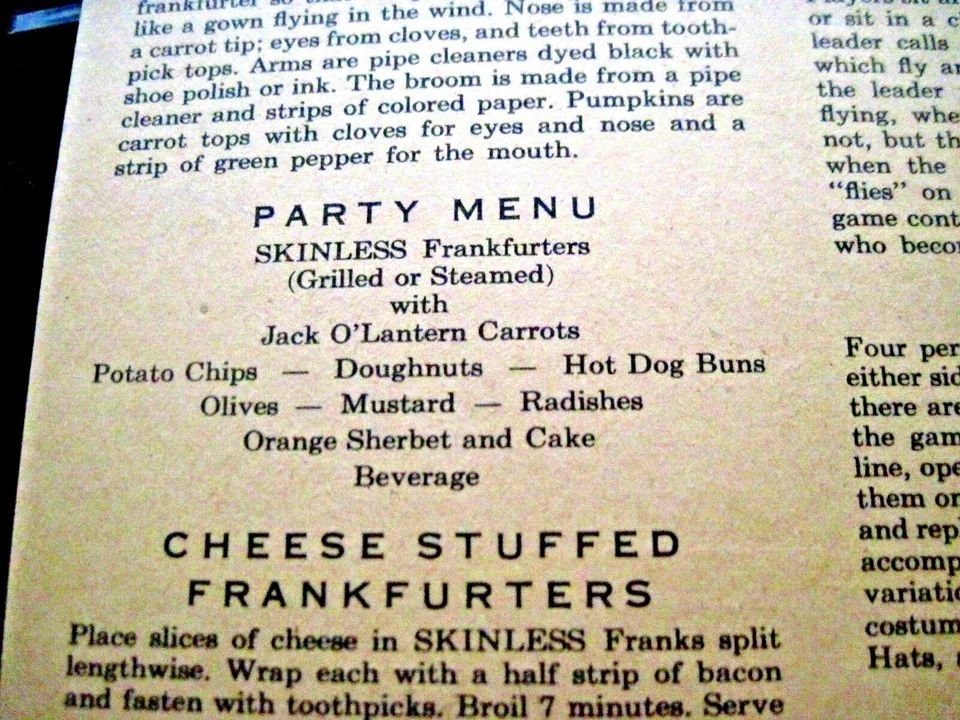 frankfurter so
like a gown flying in the wind. Nose is made from
a carrot tip; eyes from cloves, and teeth from tooth-
pick tops. Arms are pipe cleaners dyed black with
shoe polish or ink. The broom is made from a pipe
cleaner and strips of colored paper. Pumpkins are
carrot tops with cloves for eyes and nose and a
strip of green pepper for the mouth.
PARTY MENU
SKINLESS Frankfurters
(Grilled or Steamed)
with
Jack O'Lantern Carrots
Potato Chips — Doughnuts — Hot Dog Buns
Olives — Mustard — Radishes
Orange Sherbet and Cake
Beverage
CHEESE STUFFED
FRANKFURTERS
Place slices of cheese in SKINLESS Franks split
lengthwise. Wrap each with a half strip of bacon
and fasten with toothpicks. Broil 7 minutes. Serve
or sit in a c
leader calls
which fly an
the leader
flying, whe
not, but th
when the
"flies" on
game cont
who becom
Four per
either sid
there are
the gam
line, ope
them on
and repl
accomp
variatio
costum
Hats,